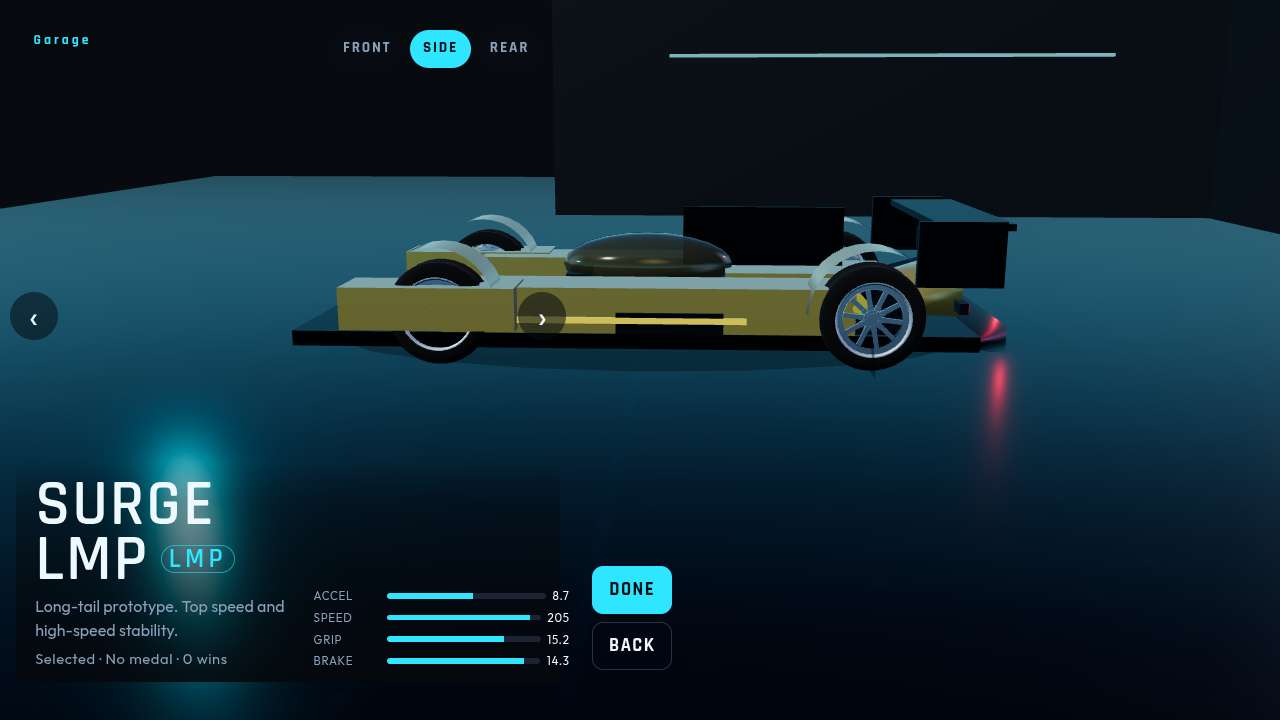 Garage
FRONT SIDE REAR
‹ ›
SURGE
LMP LMP
Long-tail prototype. Top speed and
high-speed stability.
Selected · No medal · 0 wins
ACCEL 8.7
SPEED 205
GRIP 15.2
BRAKE 14.3
DONE
BACK